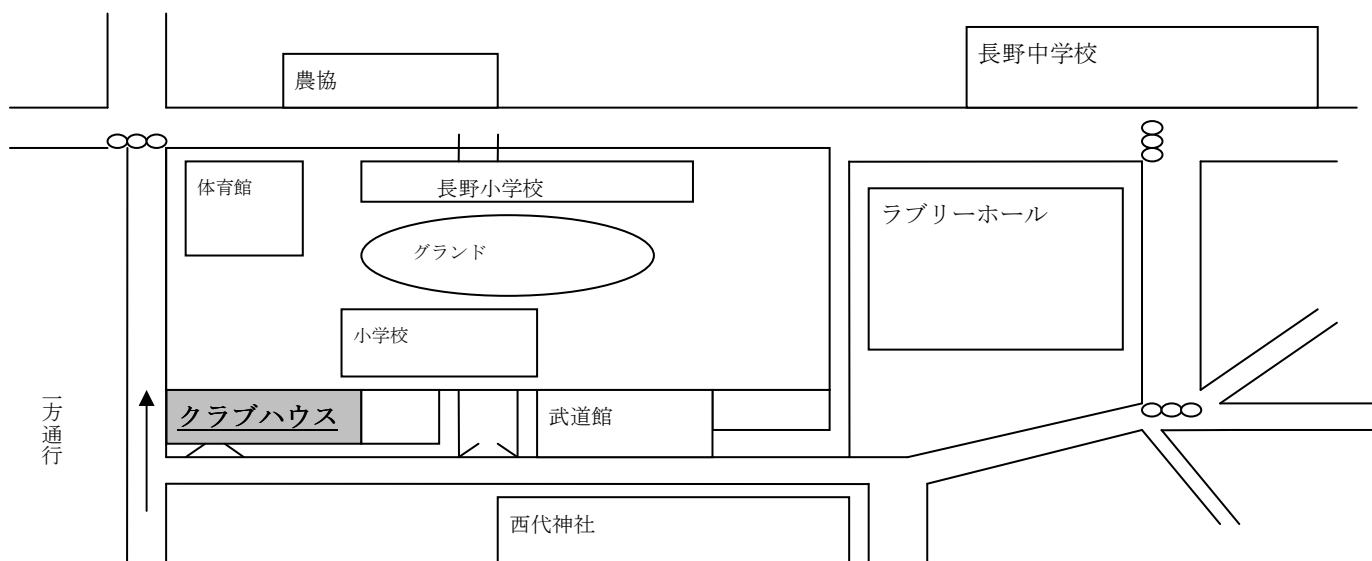 長野中学校
農協
体育館
長野小学校
ラブリーホール
グランド
小学校
一方通行
クラブハウス
武道館
西代神社